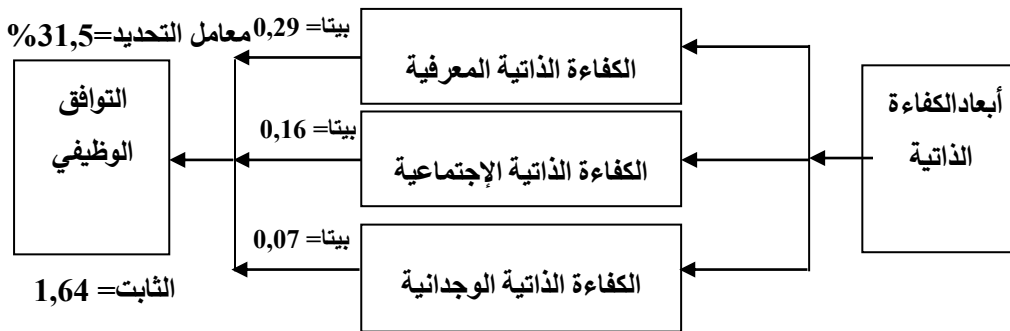 أبعادالكفاءة
الذاتية
الكفاءة الذاتية المعرفية
الكفاءة الذاتية الإجتماعية
الكفاءة الذاتية الوجدانية
بيتا= 0,29
بيتا= 0,16
بيتا= 0,07
معامل التحديد=31,5%
التوافق
الوظيفي
الثابت= 1,64